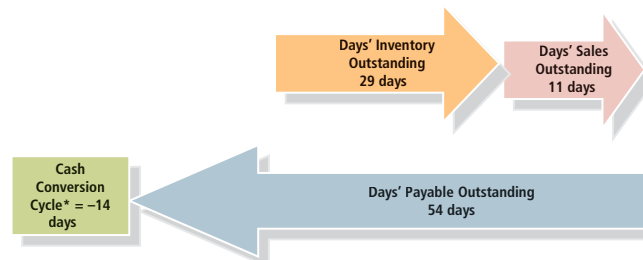 Days’ Inventory
Outstanding
29 days
Days’ Sales
Outstanding
11 days
Cash
Conversion
Cycle* = –14
days
Days’ Payable Outstanding
54 days